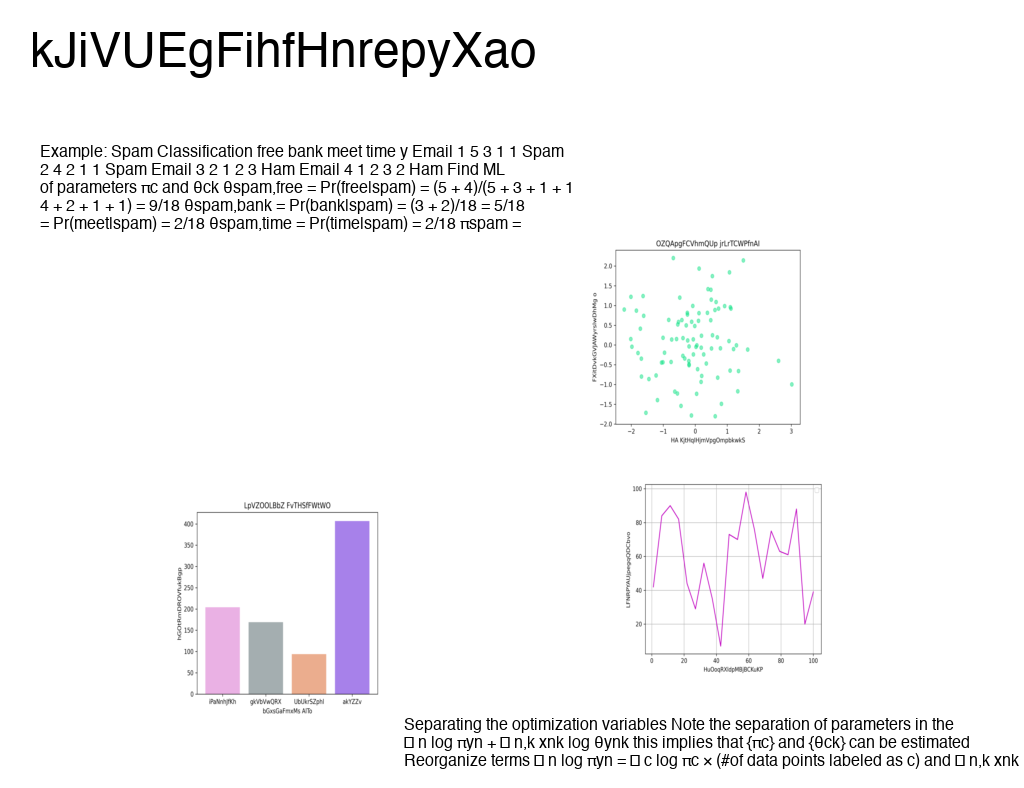 kJiVUEgFihfHnrepyXao
Example: Spam Classification free bank meet time y Email 1 5 3 1 1 Spam
2 4 2 1 1 Spam Email 3 2 1 2 3 Ham Email 4 1 2 3 2 Ham Find ML
of parameters πc and θck θspam,free = Pr(free|spam) = (5 + 4)/(5 + 3 + 1 + 1
4 + 2 + 1 + 1) = 9/18 θspam,bank = Pr(bank|spam) = (3 + 2)/18 = 5/18
= Pr(meet|spam) = 2/18 θspam,time = Pr(time|spam) = 2/18 πspam =
OZQApgFCVhmQUp jrLrTCWPfnAI
2.0
1.5
1.0
0.5
0.0
−0.5
−1.0
−1.5
−2.0
−2 −1 0 1 2 3
HA KjtHqIHjmVpgOmpbkwkS
100
80
60
40
20
0 20 40 60 80 100
LpVZOOLBbZ FvTHSfFWtWO
400
350
300
250
200
150
100
50
0
iPaNnhjfKh gkVbVwQRX UbUkrSZphl akYZZv
bGxsGaFmxMs AITo
Separating the optimization variables Note the separation of parameters in the
□ n log πyn + □ n,k xnk log θynk this implies that {πc} and {θck} can be estimated
Reorganize terms □ n log πyn = □ c log πc × (#of data points labeled as c) and □ n,k xnk